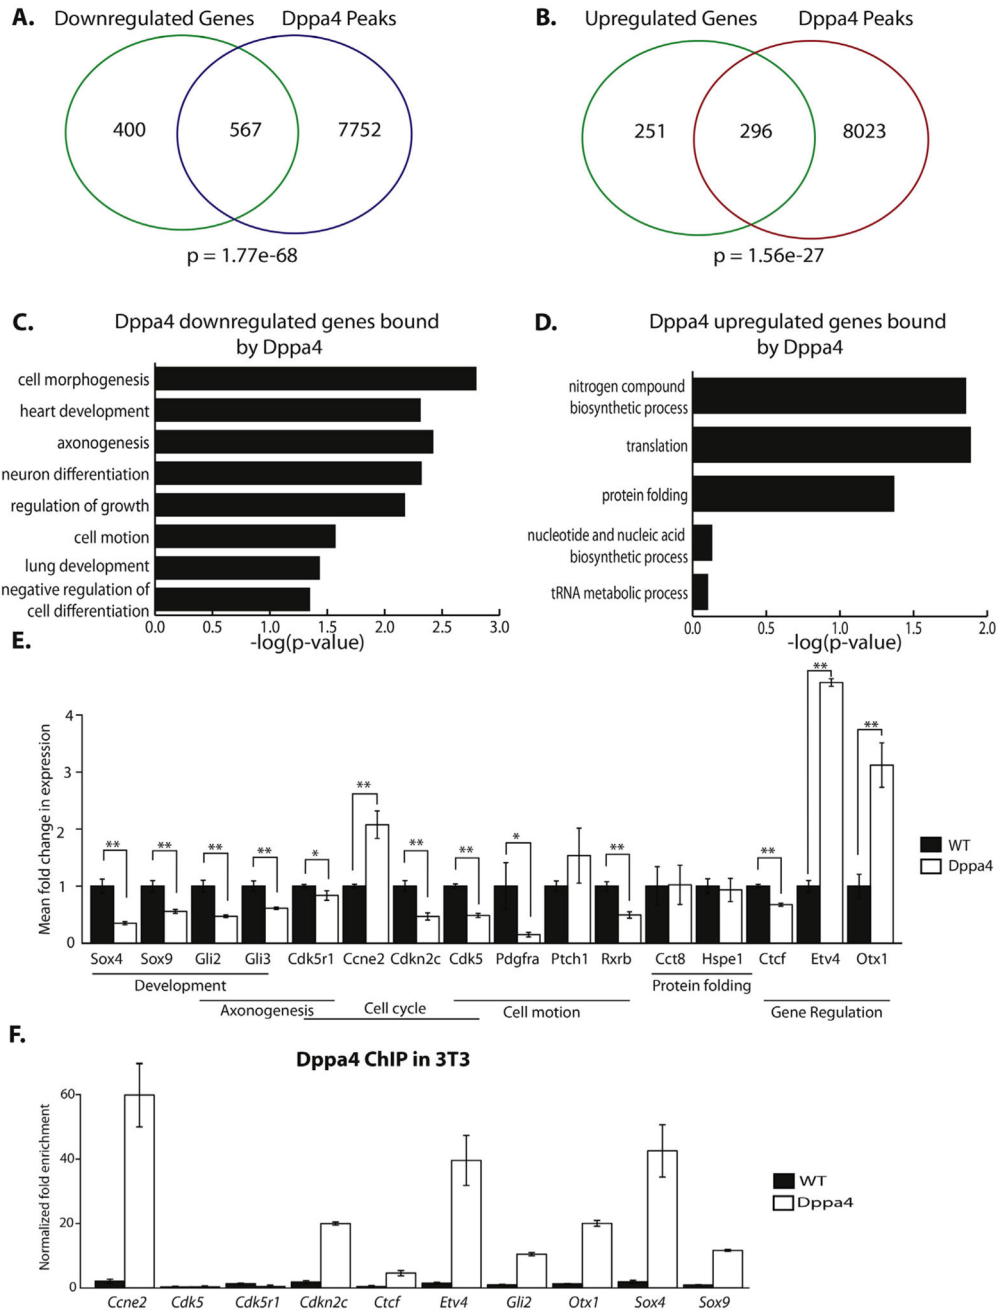 A.
Downregulated Genes
Dppa4 Peaks
400
567
7752
p = 1.77e-68
B.
Upregulated Genes
Dppa4 Peaks
251
296
8023
p = 1.56e-27
C.
Dppa4 downregulated genes bound
by Dppa4
cell morphogenesis
heart development
axonogenesis
neuron differentiation
regulation of growth
cell motion
lung development
negative regulation of
cell differentiation
0.0 0.5 1.0 1.5 2.0 2.5 3.0
-log(p-value)
D.
Dppa4 upregulated genes bound
by Dppa4
nitrogen compound
biosynthetic process
translation
protein folding
nucleotide and nucleic acid
biosynthetic process
tRNA metabolic process
0.0 0.5 1.0 1.5 2.0
-log(p-value)
E.
Mean fold change in expression
4
3
2
1
0
** ** ** ** * ** ** ** * ** ** ** **
WT
Dppa4
Sox4 Sox9 Gli2 Gli3 Cdk5r1 Ccne2 Cdkn2c Cdk5 Pdgfra Ptch1 Rxrb Cct8 Hspe1 Ctcf Etv4 Otx1
Development
Axonogenesis
Cell cycle
Cell motion
Protein folding
Gene Regulation
F.
Dppa4 ChIP in 3T3
Normalized fold enrichment
60
40
20
0
WT
Dppa4
Ccne2 Cdk5 Cdk5r1 Cdkn2c Ctcf Etv4 Gli2 Otx1 Sox4 Sox9